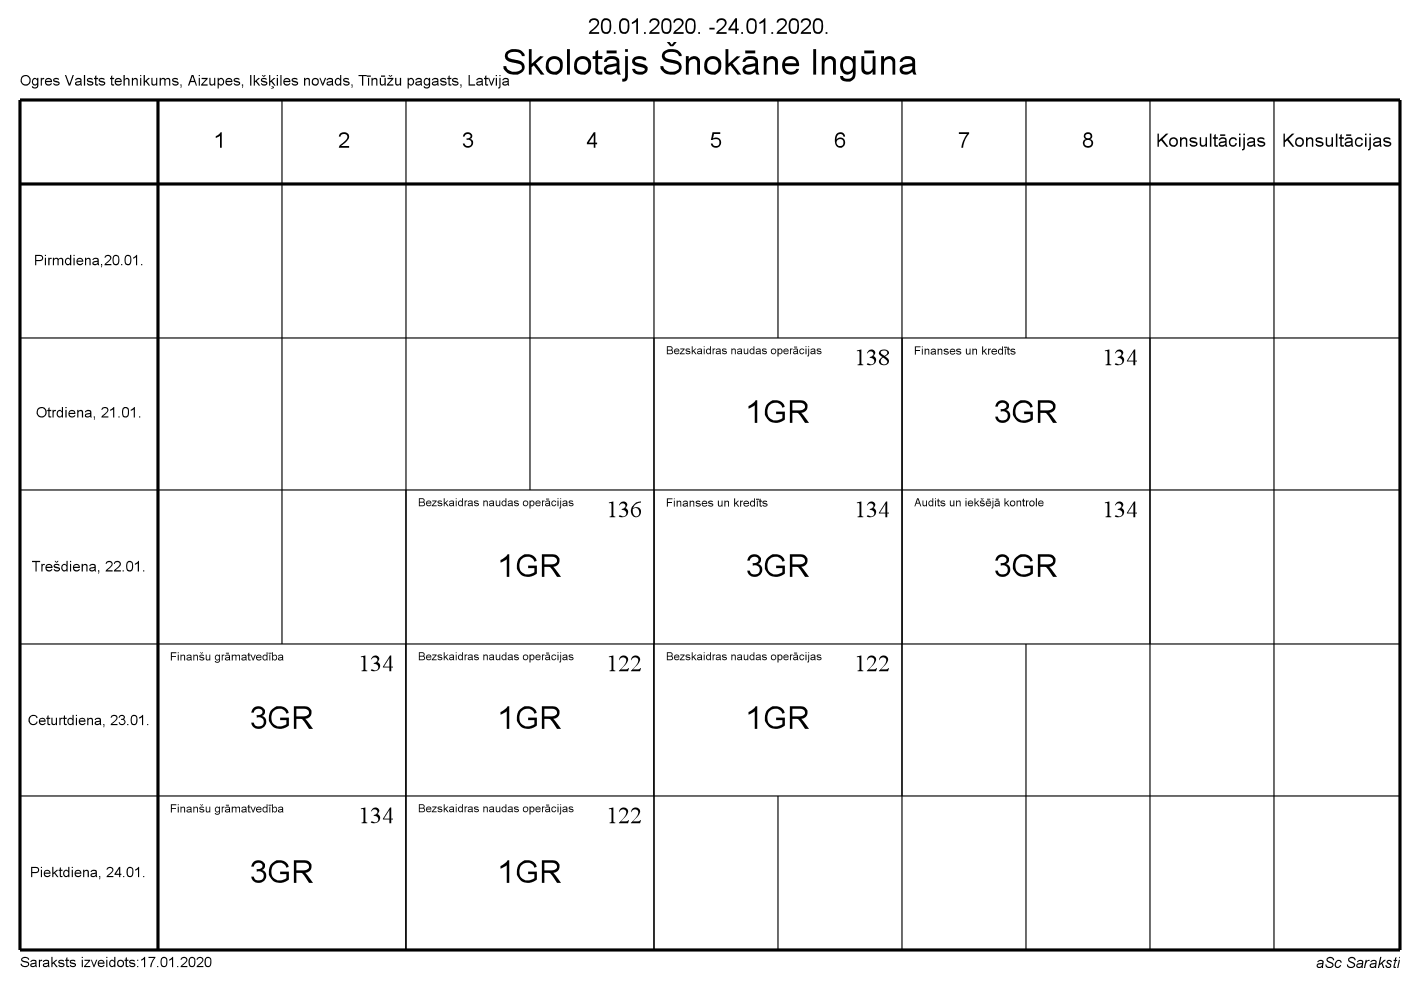 20.01.2020. -24.01.2020.
Skolotājs Šnokāne Ingūna
Ogres Valsts tehnikums, Aizupes, Ikšķiles novads, Tīnūžu pagasts, Latvija
1 2 3 4 5 6 7 8 Konsultācijas Konsultācijas
Pirmdiena,20.01.
Bezskaidras naudas operācijas 138 Finanses un kredīts 134
Otrdiena, 21.01. 1GR 3GR
Bezskaidras naudas operācijas 136 Finanses un kredīts 134 Audits un iekšējā kontrole 134
Trešdiena, 22.01. 1GR 3GR 3GR
Finanšu grāmatvedība 134 Bezskaidras naudas operācijas 122 Bezskaidras naudas operācijas 122
Ceturtdiena, 23.01. 3GR 1GR 1GR
Finanšu grāmatvedība 134 Bezskaidras naudas operācijas 122
Piektdiena, 24.01. 3GR 1GR
Saraksts izveidots:17.01.2020 aSc Saraksti